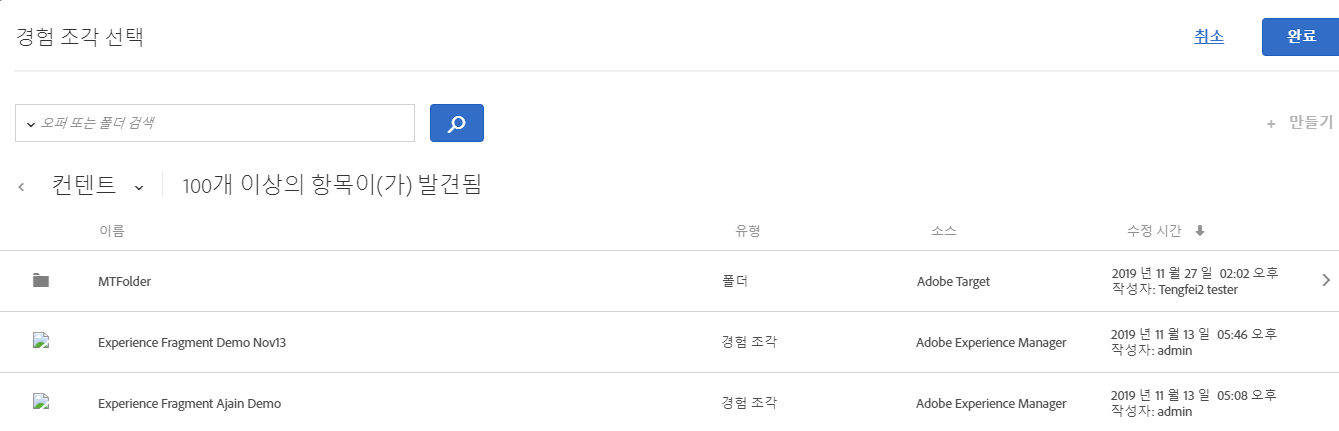 경험 조각 선택
취소
완료
오퍼 또는 폴더 검색
+ 만들기
컨텐트
100개 이상의 항목이(가) 발견됨
이름 유형 소스 수정 시간
MTFolder 폴더 Adobe Target 2019 년 11 월 27 일 02:02 오후
작성자: Tengfei2 tester
Experience Fragment Demo Nov13 경험 조각 Adobe Experience Manager 2019 년 11 월 13 일 05:46 오후
작성자: admin
Experience Fragment Ajain Demo 경험 조각 Adobe Experience Manager 2019 년 11 월 13 일 05:08 오후
작성자: admin